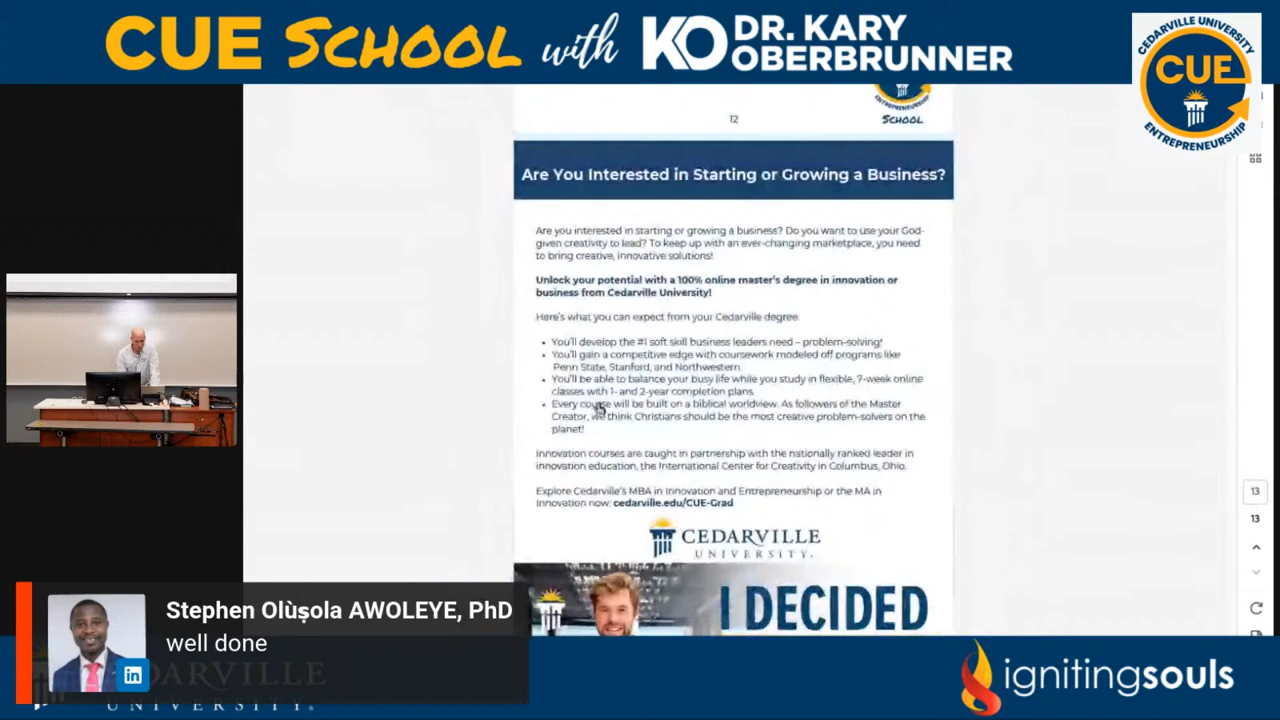 CUE SCHOOL with KO DR. KARY
OBERBRUNNER
CEDARVILLE UNIVERSITY
CUE
ENTREPRENEURSHIP
ENTREPRENEURSHIP
12
SCHOOL
Are You Interested in Starting or Growing a Business?
Are you interested in starting or growing a business? Do you want to use your God-
given creativity to lead? To keep up with an ever-changing marketplace, you need
to bring creative, innovative solutions!
Unlock your potential with a 100% online master's degree in innovation or
business from Cedarville University!
Here's what you can expect from your Cedarville degree:
• You'll develop the #1 soft skill business leaders need – problem-solving!
• You'll gain a competitive edge with coursework modeled off programs like
Penn State, Stanford, and Northwestern.
• You'll be able to balance your busy life while you study in flexible, 7-week online
classes with 1- and 2-year completion plans.
• Every course will be built on a biblical worldview. As followers of the Master
Creator, we think Christians should be the most creative problem-solvers on the
planet!
Innovation courses are taught in partnership with the nationally ranked leader in
innovation education, the International Center for Creativity in Columbus, Ohio.
Explore Cedarville's MBA in Innovation and Entrepreneurship or the MA in
Innovation now: cedarville.edu/CUE-Grad
CEDARVILLE
UNIVERSITY.
I DECIDED
13
13
Stephen Olùṣọla AWOLEYE, PhD
well done
in
DARVILLE
UNIVERSITY.
ignitingsouls